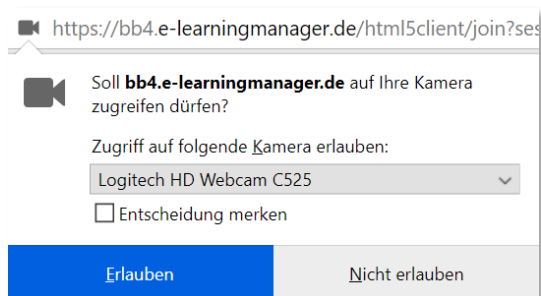 https://bb4.e-learningmanager.de/html5client/join?ses
Soll bb4.e-learningmanager.de auf Ihre Kamera
zugreifen dürfen?
Zugriff auf folgende Kamera erlauben:
Logitech HD Webcam C525
Entscheidung merken
Erlauben
Nicht erlauben